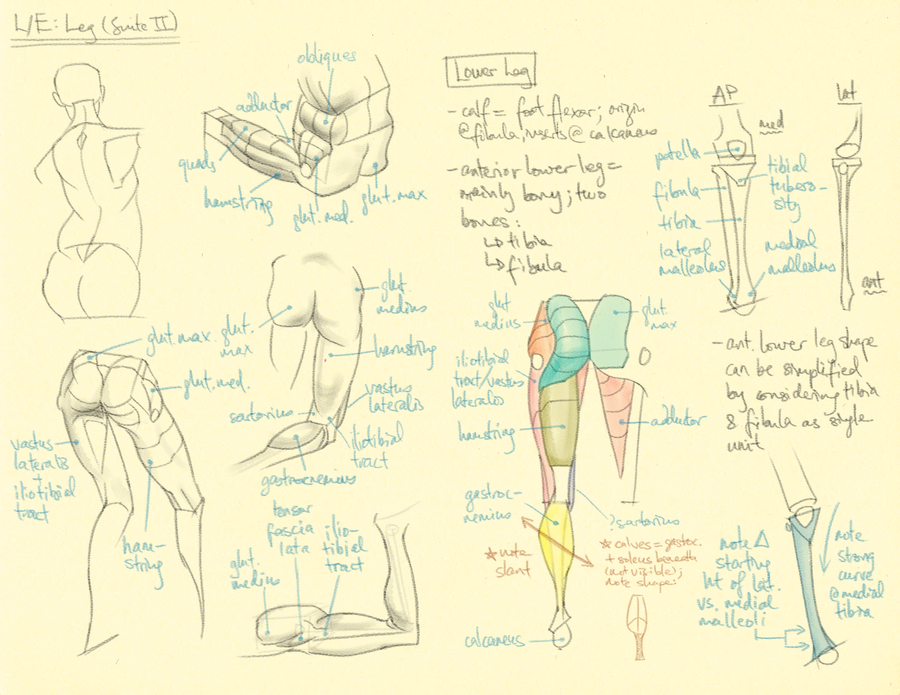 L/E: Leg (Suite II)
obliques
adductor
quads
hamstring
glut. med.
glut. max
glut. max
glut.
max
glut.
medius
hamstring
glut. med.
sartorius
vastus
lateralis
iliotibial
tract
gastrocnemius
vastus
lateralis
+
iliotibial
tract
ham-
string
tensor
fascia
lata
ilio-
tibial
tract
glut.
medius
Lower Leg
- calf = foot flexor; origin
@ fibula, inserts @ calcaneus
- anterior lower leg =
mainly bony; two
bones:
↳ tibia
↳ fibula
glut
medius
glut.
max
iliotibial
tract/vastus
lateralis
hamstring
adductor
gastroc-
nemius
?sartorius
* note
slant
* calves = gastroc.
+ soleus beneath
(not visible);
note shape:
calcaneus
AP
lat
med
patella
fibula
tibia
lateral
malleolus
tibial
tubero-
sity
medial
malleolus
ant
- ant. lower leg shape
can be simplified
by considering tibia
& fibula as single
unit
note Δ
starting
ht of lat.
vs. medial
malleoli
note
strong
curve
@ medial
tibia